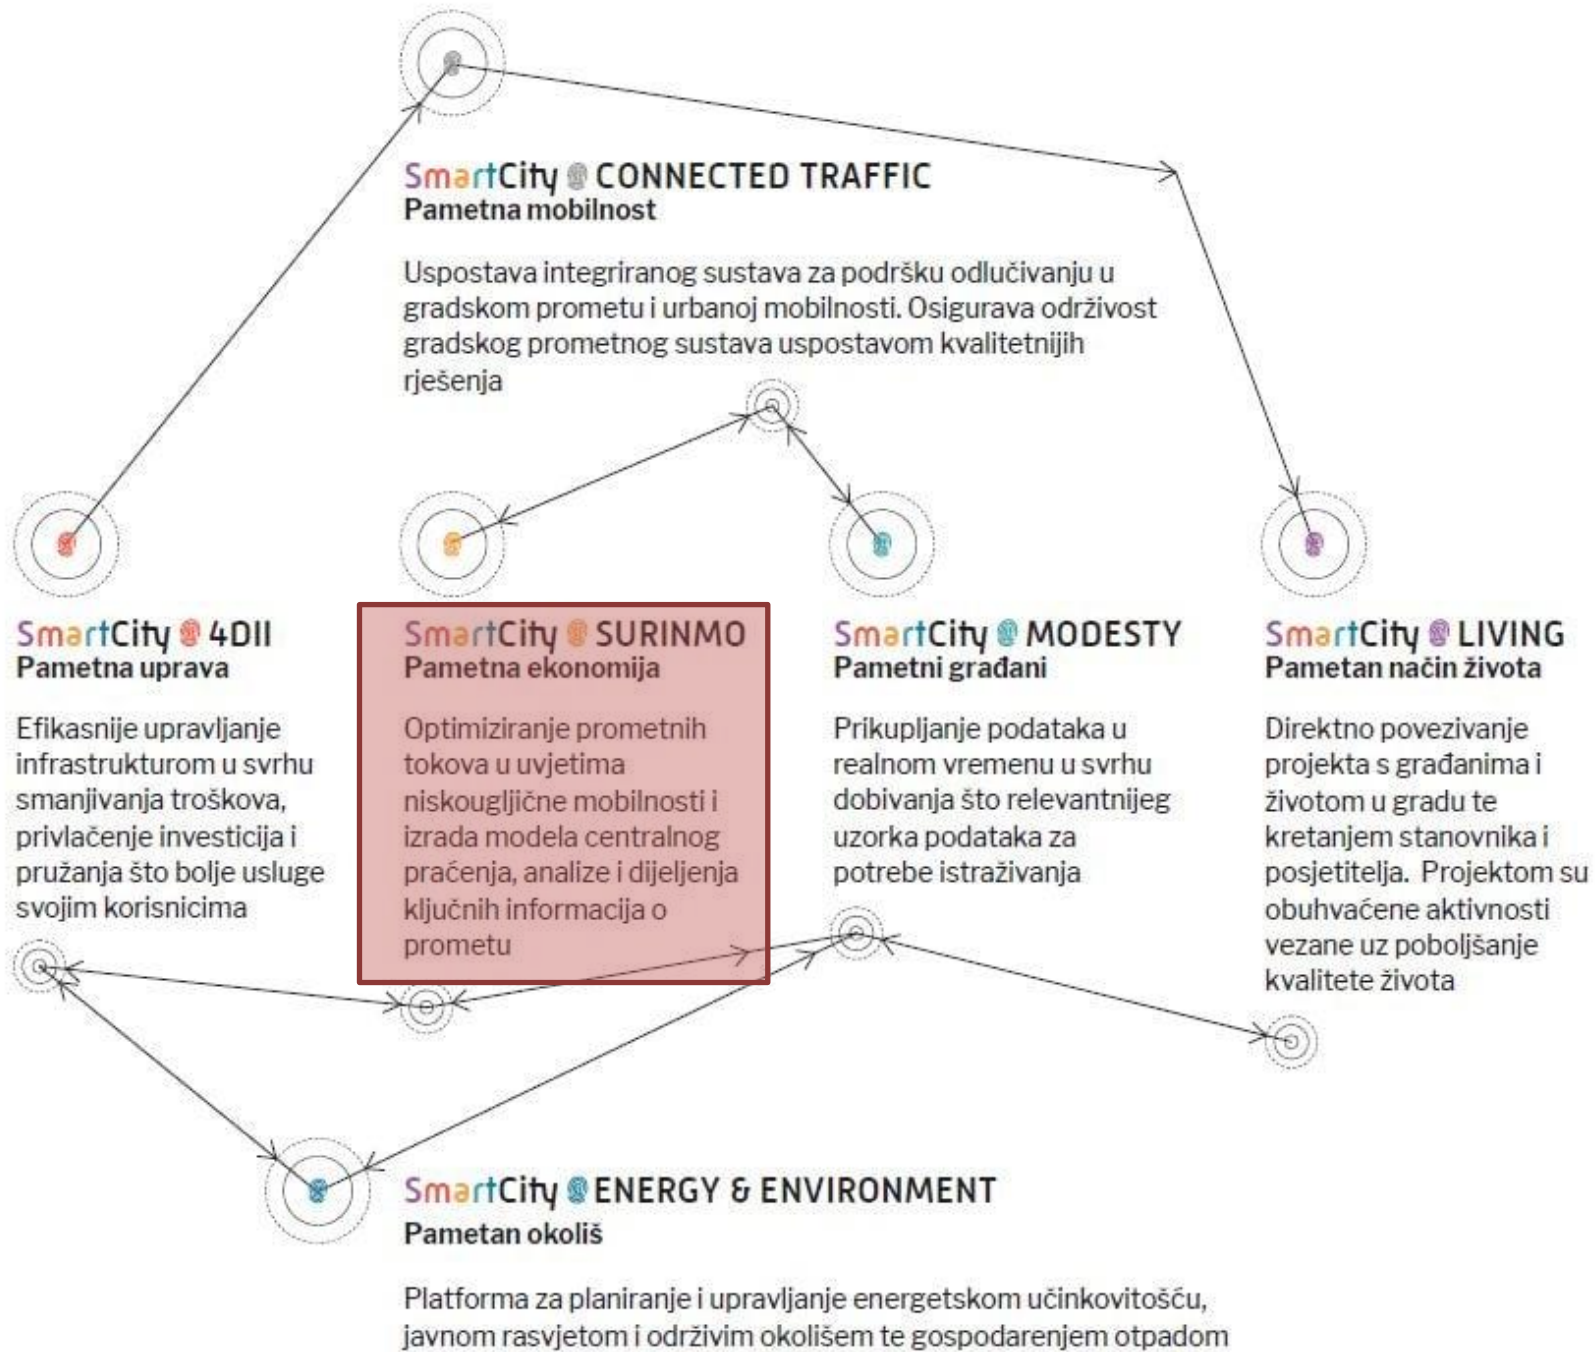 SmartCity CONNECTED TRAFFIC
Pametna mobilnost
Uspostava integriranog sustava za podršku odlučivanju u
gradskom prometu i urbanoj mobilnosti. Osigurava održivost
gradskog prometnog sustava uspostavom kvalitetnijih
rješenja
SmartCity 4DII
Pametna uprava
Efikasnije upravljanje
infrastrukturom u svrhu
smanjivanja troškova,
privlačenje investicija i
pružanja što bolje usluge
svojim korisnicima
SmartCity SURINMO
Pametna ekonomija
Optimiziranje prometnih
tokova u uvjetima
niskougljične mobilnosti i
izrada modela centralnog
praćenja, analize i dijeljenja
ključnih informacija o
prometu
SmartCity MODESTY
Pametni građani
Prikupljanje podataka u
realnom vremenu u svrhu
dobivanja što relevantnijeg
uzorka podataka za
potrebe istraživanja
SmartCity LIVING
Pametan način života
Direktno povezivanje
projekta s građanima i
životom u gradu te
kretanjem stanovnika i
posjetitelja. Projektom su
obuhvaćene aktivnosti
vezane uz poboljšanje
kvalitete života
SmartCity ENERGY & ENVIRONMENT
Pametan okoliš
Platforma za planiranje i upravljanje energetskom učinkovitošću,
javnom rasvjetom i održivim okolišem te gospodarenjem otpadom